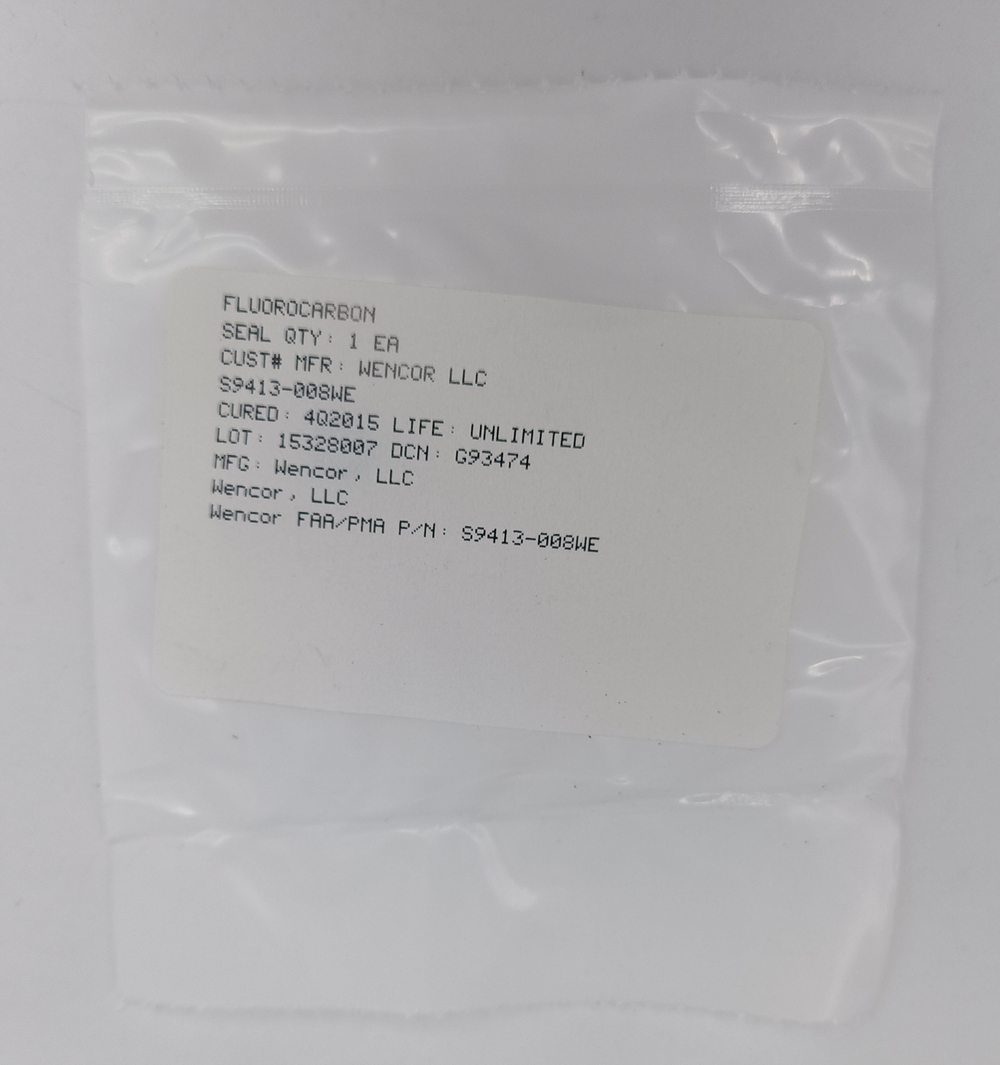 FLUOROCARBON
SEAL QTY: 1 EA
CUST# MFR: WENCOR LLC
S9413-008WE
CURED: 4Q2015 LIFE: UNLIMITED
LOT: 15328007 DCN: G93474
MFG: Wencor, LLC
Wencor, LLC
Wencor FAA/PMA P/N: S9413-008WE